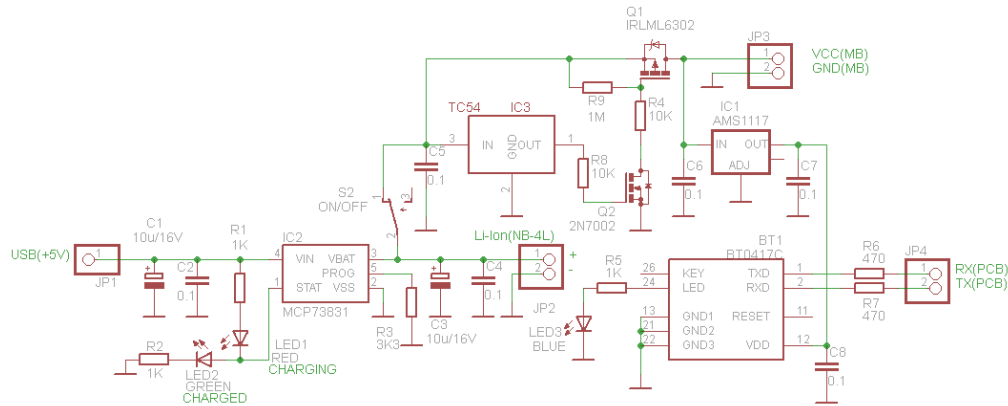 Q1
IRLML6302
JP3
1
2
VCC(MB)
GND(MB)
R9
1M
R4
10K
IC1
AMS1117
IN OUT
ADJ
TC54 IC3
3 IN GND OUT 1
2
C5
0.1
R8
10K
C6
0.1
C7
0.1
S2
ON/OFF
1 3
2
Q2
2N7002
C1
10u/16V
R1
1K
IC2
Li-Ion(NB-4L)
BT1
BT0417C
USB(+5V)
1
JP1
C2
0.1
4 VIN VBAT 3
PROG 5
1 STAT VSS 2
MCP73831
C4
0.1
1
2
+
-
JP2
R5
1K
26 KEY TXD 1
24 LED RXD 2
13 GND1 RESET 11
21 GND2
22 GND3 VDD 12
R6
470
R7
470
JP4
1
2
RX(PCB)
TX(PCB)
R3
3K3
C3
10u/16V
LED3
BLUE
C8
0.1
R2
1K
LED1
RED
CHARGING
LED2
GREEN
CHARGED